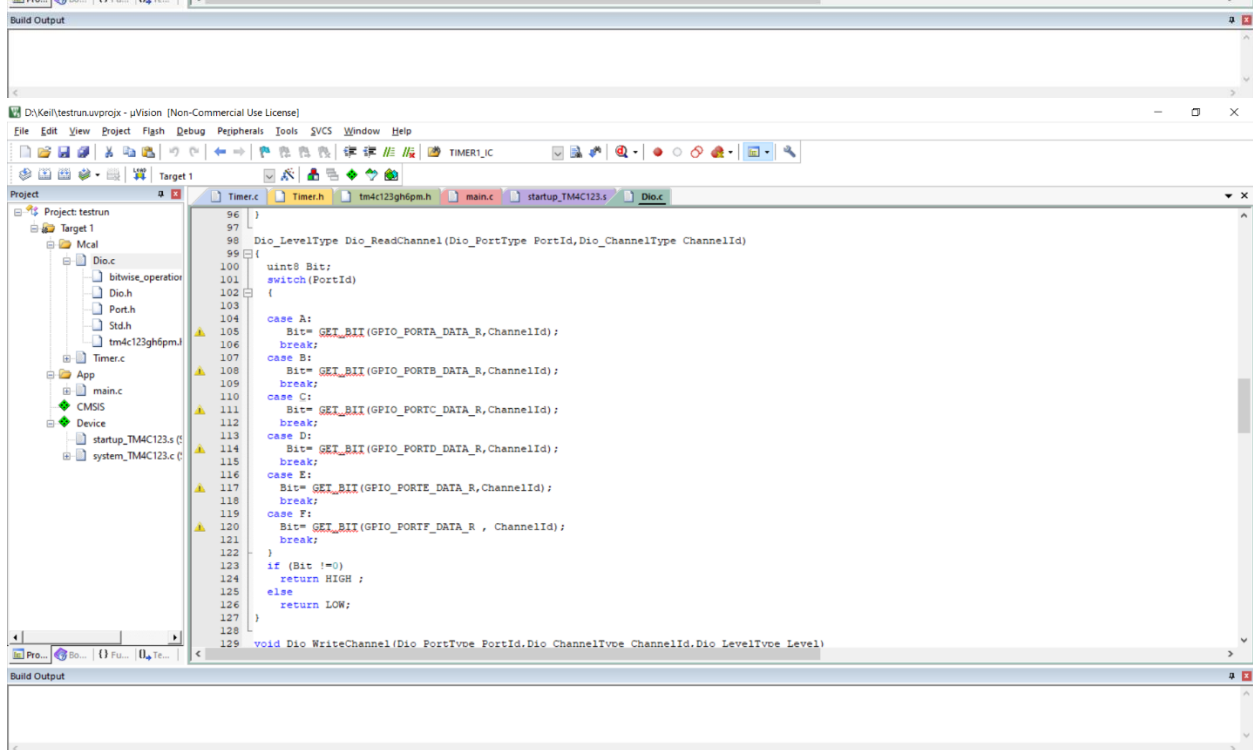 Build Output
D:\Keil\testrun.uvprojx - µVision [Non-Commercial Use License]
File Edit View Project Flash Debug Peripherals Tools SVCS Window Help
TIMER1_IC
LOAD Target 1
Project
Timer.c Timer.h tm4c123gh6pm.h main.c startup_TM4C123.s Dio.c
Project: testrun
Target 1
Mcal
Dio.c
bitwise_operation
Dio.h
Port.h
Std.h
tm4c123gh6pm.h
Timer.c
App
main.c
CMSIS
Device
startup_TM4C123.s (S
system_TM4C123.c (S
96 }
97
98 Dio_LevelType Dio_ReadChannel(Dio_PortType PortId,Dio_ChannelType ChannelId)
99 {
100 uint8 Bit;
101 switch(PortId)
102 {
103
104 case A:
105 Bit= GET_BIT(GPIO_PORTA_DATA_R,ChannelId);
106 break;
107 case B:
108 Bit= GET_BIT(GPIO_PORTB_DATA_R,ChannelId);
109 break;
110 case C:
111 Bit= GET_BIT(GPIO_PORTC_DATA_R,ChannelId);
112 break;
113 case D:
114 Bit= GET_BIT(GPIO_PORTD_DATA_R,ChannelId);
115 break;
116 case E:
117 Bit= GET_BIT(GPIO_PORTE_DATA_R,ChannelId);
118 break;
119 case F:
120 Bit= GET_BIT(GPIO_PORTF_DATA_R , ChannelId);
121 break;
122 }
123 if (Bit !=0)
124 return HIGH ;
125 else
126 return LOW;
127 }
128
129 void Dio_WriteChannel(Dio_PortType PortId,Dio_ChannelType ChannelId,Dio_LevelType Level)
Pro... Bo... {} Fu... Te...
Build Output